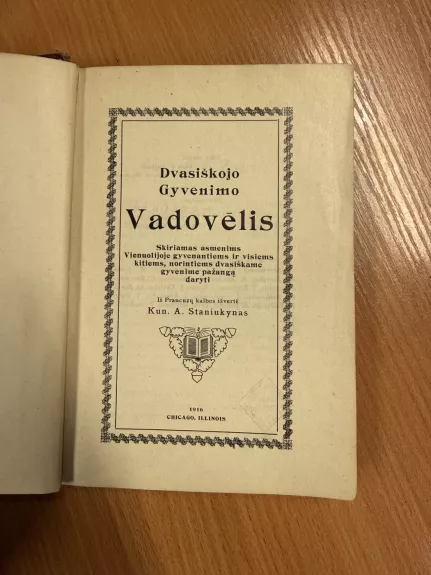 Dvasiškojo
Gyvenimo
Vadovėlis
Skiriamas asmenims
Vienuolijoje gyvenantiems ir visiems
kitiems, norintiems dvasiškame
gyvenime pažangą
daryti
Iš Prancuzų kalbos išvertė
Kun. A. Staniukynas
1916
CHICAGO, ILLINOIS